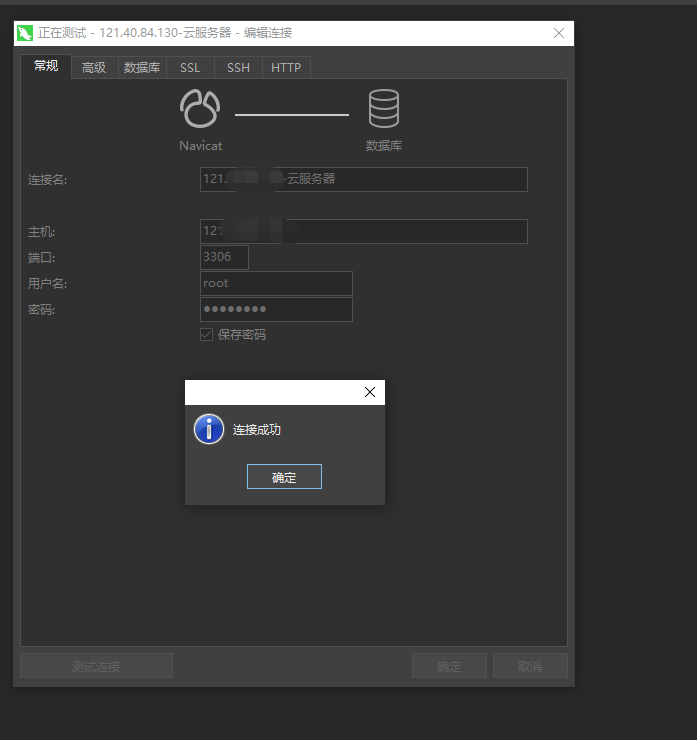 正在测试 - 121.40.84.130-云服务器 - 编辑连接
常规 高级 数据库 SSL SSH HTTP
Navicat 数据库
连接名: 121. -云服务器
主机: 12
端口: 3306
用户名: root
密码: ●●●●●●●●
保存密码
连接成功
确定
测试连接 确定 取消